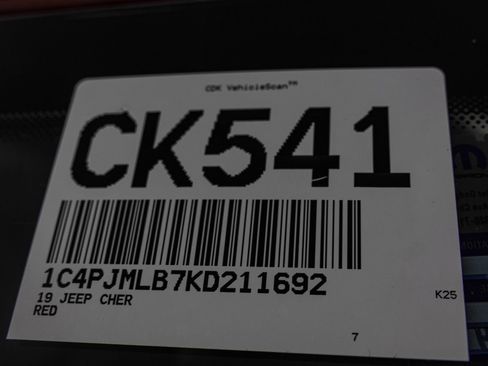 CDK VehicleScan™
CK541
1C4PJMLB7KD211692
19 JEEP CHER
RED
K25
7